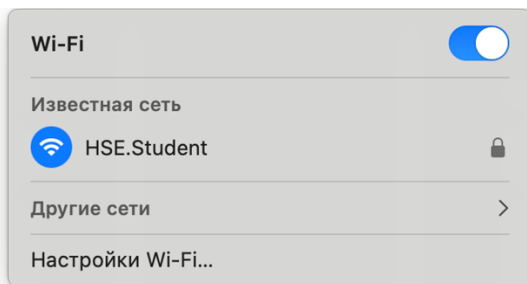 Wi-Fi
Известная сеть
HSE.Student
Другие сети
Настройки Wi-Fi...